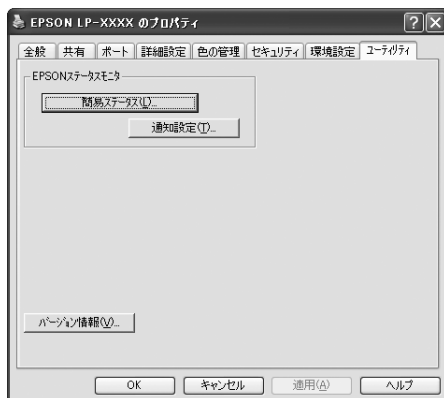 EPSON LP-XXXX のプロパティ
全般 共有 ポート 詳細設定 色の管理 セキュリティ 環境設定 ユーティリティ
EPSONステータスモニタ
簡易ステータス(L)...
通知設定(T)...
バージョン情報(V)...
OK キャンセル 適用(A) ヘルプ